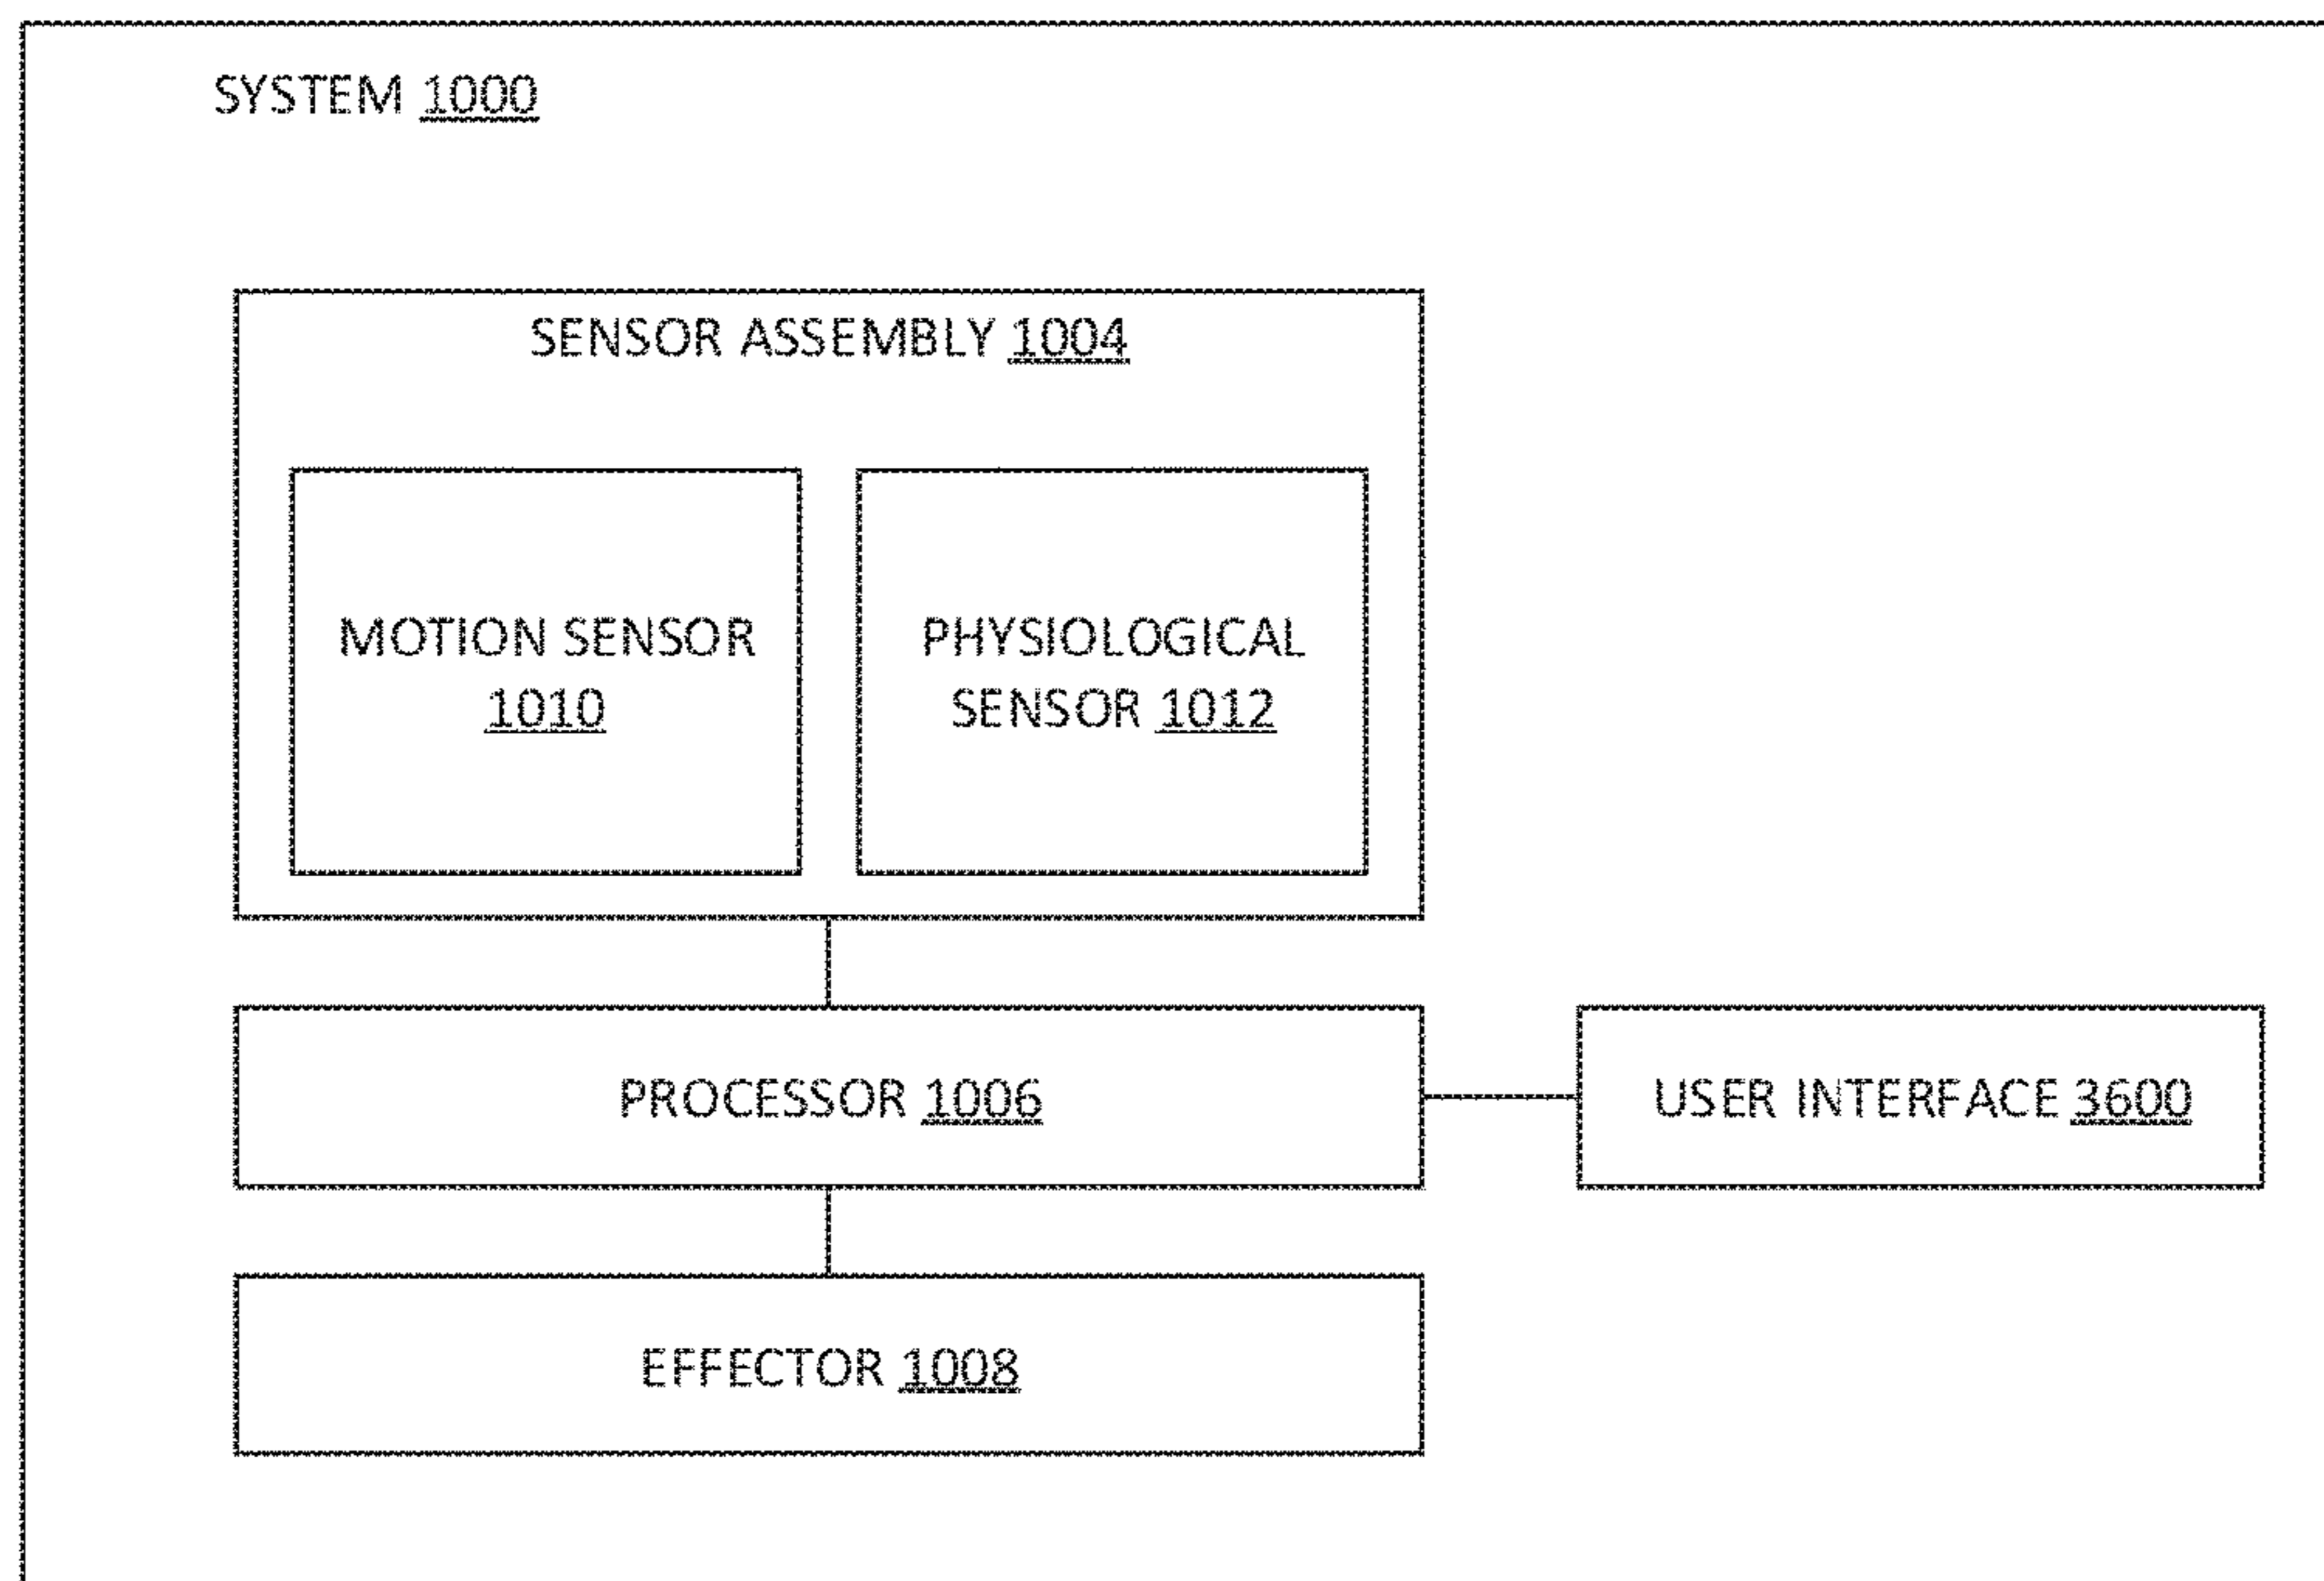 SYSTEM 1000
SENSOR ASSEMBLY 1004
MOTION SENSOR
1010
PHYSIOLOGICAL
SENSOR 1012
PROCESSOR 1006
USER INTERFACE 3600
EFFECTOR 1008